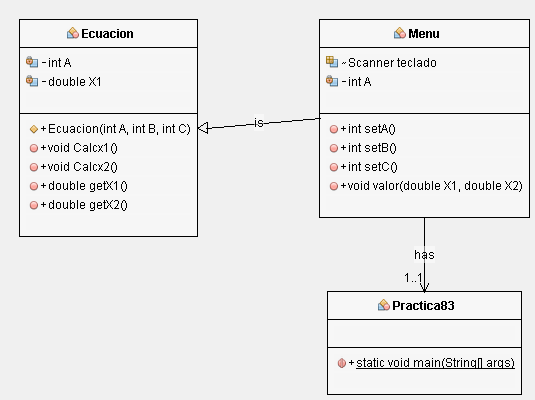 Ecuacion
-int A
-double X1
+Ecuacion(int A, int B, int C)
+void Calcx1()
+void Calcx2()
+double getX1()
+double getX2()
is
Menu
~Scanner teclado
-int A
+int setA()
+int setB()
+int setC()
+void valor(double X1, double X2)
has
1..1
Practica83
+static void main(String[] args)